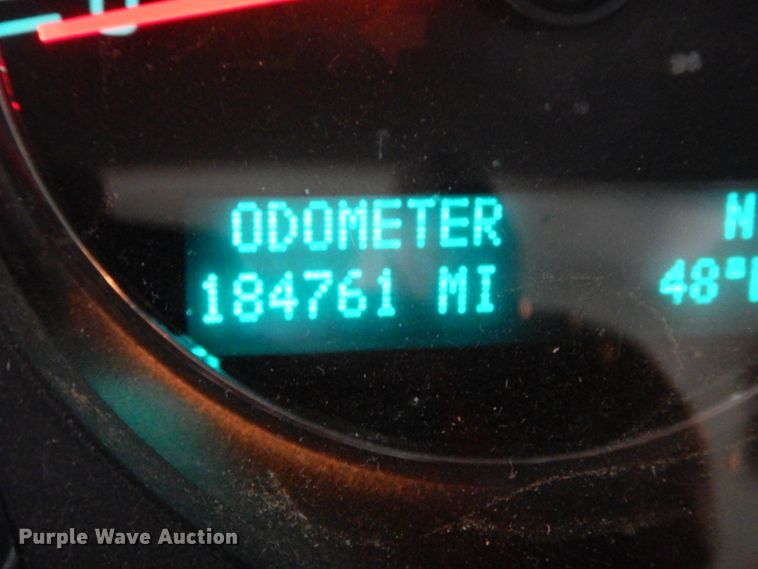 ODOMETER N
184761 MI 48°
Purple Wave Auction